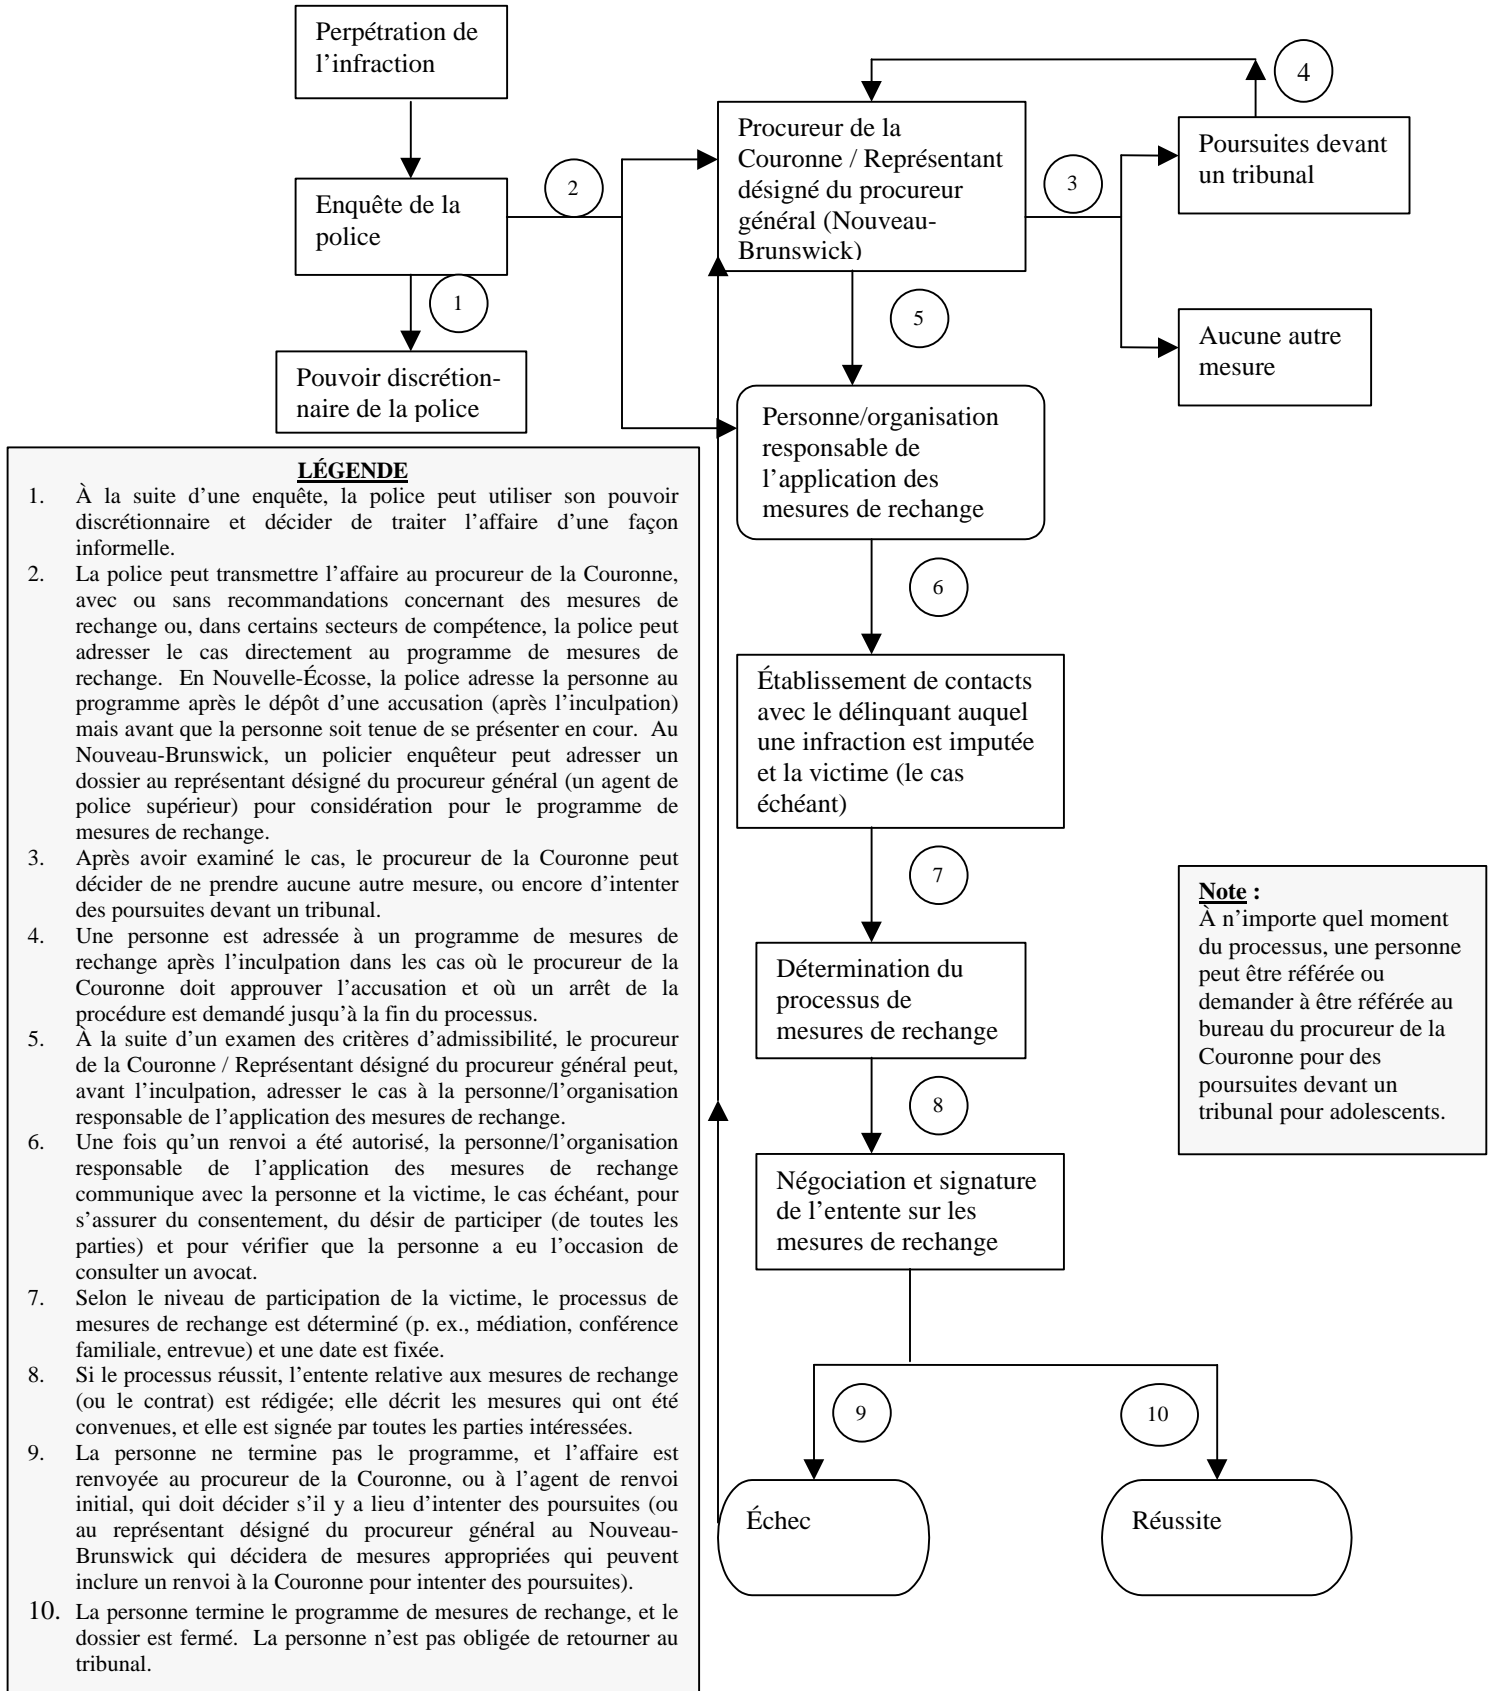 Perpétration de
l’infraction
4
Procureur de la
Couronne / Représentant
désigné du procureur
général (Nouveau-
Brunswick)
Poursuites devant
un tribunal
2
3
Enquête de la
police
1
5
Aucune autre
mesure
Pouvoir discrétion-
naire de la police
Personne/organisation
responsable de
l’application des
mesures de rechange
LÉGENDE
1. À la suite d’une enquête, la police peut utiliser son pouvoir
discrétionnaire et décider de traiter l’affaire d’une façon
informelle.
2. La police peut transmettre l’affaire au procureur de la Couronne,
avec ou sans recommandations concernant des mesures de
rechange ou, dans certains secteurs de compétence, la police peut
adresser le cas directement au programme de mesures de
rechange. En Nouvelle-Écosse, la police adresse la personne au
programme après le dépôt d’une accusation (après l’inculpation)
mais avant que la personne soit tenue de se présenter en cour. Au
Nouveau-Brunswick, un policier enquêteur peut adresser un
dossier au représentant désigné du procureur général (un agent de
police supérieur) pour considération pour le programme de
mesures de rechange.
3. Après avoir examiné le cas, le procureur de la Couronne peut
décider de ne prendre aucune autre mesure, ou encore d’intenter
des poursuites devant un tribunal.
4. Une personne est adressée à un programme de mesures de
rechange après l’inculpation dans les cas où le procureur de la
Couronne doit approuver l’accusation et où un arrêt de la
procédure est demandé jusqu’à la fin du processus.
5. À la suite d’un examen des critères d’admissibilité, le procureur
de la Couronne / Représentant désigné du procureur général peut,
avant l’inculpation, adresser le cas à la personne/l’organisation
responsable de l’application des mesures de rechange.
6. Une fois qu’un renvoi a été autorisé, la personne/l’organisation
responsable de l’application des mesures de rechange
communique avec la personne et la victime, le cas échéant, pour
s’assurer du consentement, du désir de participer (de toutes les
parties) et pour vérifier que la personne a eu l’occasion de
consulter un avocat.
7. Selon le niveau de participation de la victime, le processus de
mesures de rechange est déterminé (p. ex., médiation, conférence
familiale, entrevue) et une date est fixée.
8. Si le processus réussit, l’entente relative aux mesures de rechange
(ou le contrat) est rédigée; elle décrit les mesures qui ont été
convenues, et elle est signée par toutes les parties intéressées.
9. La personne ne termine pas le programme, et l’affaire est
renvoyée au procureur de la Couronne, ou à l’agent de renvoi
initial, qui doit décider s’il y a lieu d’intenter des poursuites (ou
au représentant désigné du procureur général au Nouveau-
Brunswick qui décidera de mesures appropriées qui peuvent
inclure un renvoi à la Couronne pour intenter des poursuites).
10. La personne termine le programme de mesures de rechange, et le
dossier est fermé. La personne n’est pas obligée de retourner au
tribunal.
6
Établissement de contacts
avec le délinquant auquel
une infraction est imputée
et la victime (le cas
échéant)
7
Note :
À n’importe quel moment
du processus, une personne
peut être référée ou
demander à être référée au
bureau du procureur de la
Couronne pour des
poursuites devant un
tribunal pour adolescents.
Détermination du
processus de
mesures de rechange
8
Négociation et signature
de l’entente sur les
mesures de rechange
9
10
Échec
Réussite